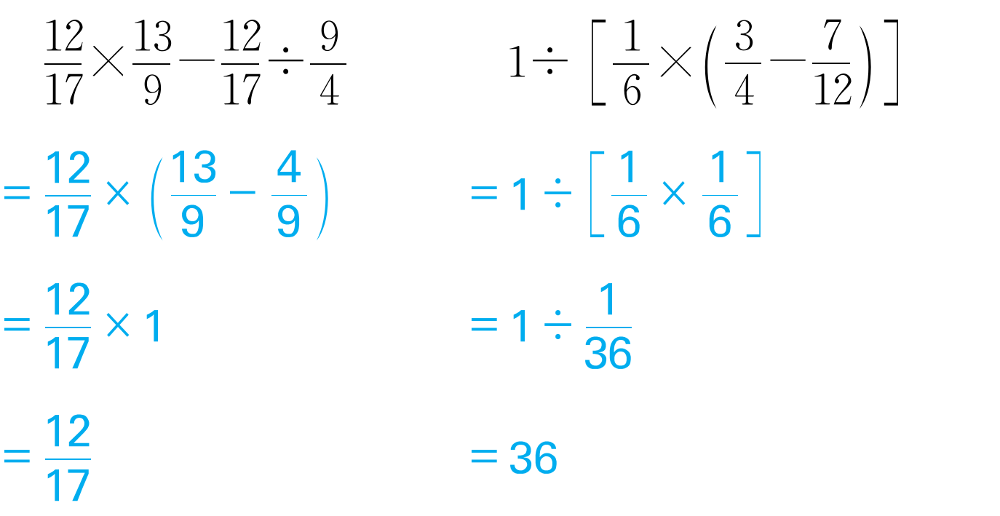 12/17 × 13/9 − 12/17 ÷ 9/4
= 12/17 × (13/9 − 4/9)
= 12/17 × 1
= 12/17
1 ÷ [1/6 × (3/4 − 7/12)]
= 1 ÷ [1/6 × 1/6]
= 1 ÷ 1/36
= 36